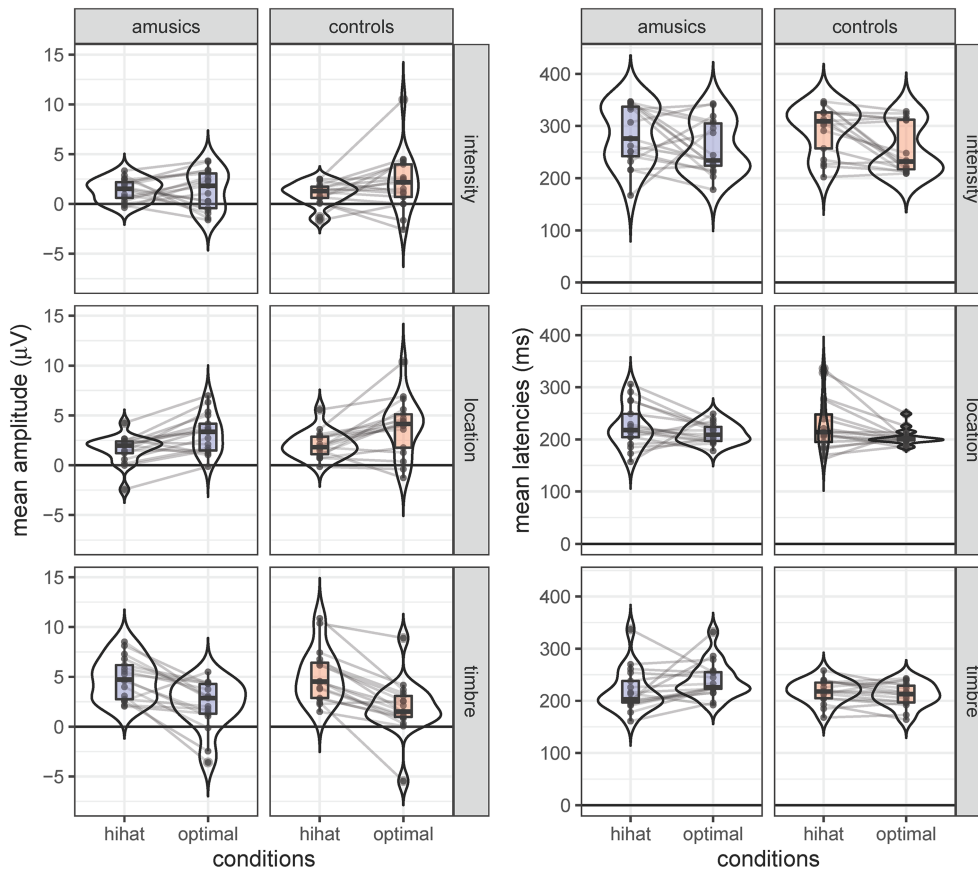 amusics controls
15
10
5
0
−5
intensity
15
10
5
0
−5
location
15
10
5
0
−5
timbre
mean amplitude (μV)
hihat optimal hihat optimal
conditions
amusics controls
400
300
200
100
0
intensity
400
300
200
100
0
location
400
300
200
100
0
timbre
mean latencies (ms)
hihat optimal hihat optimal
conditions